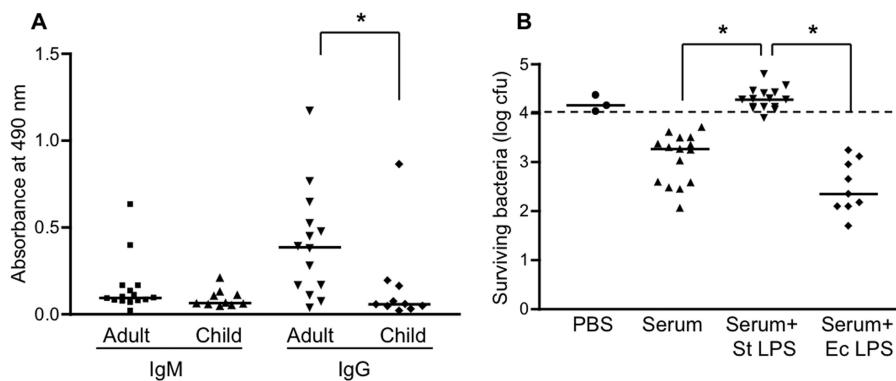 A
*
1.5
1.0
0.5
0.0
Absorbance at 490 nm
Adult Child Adult Child
IgM IgG
B
* *
5
4
3
2
1
0
Surviving bacteria (log cfu)
PBS Serum Serum+ Serum+
St LPS Ec LPS